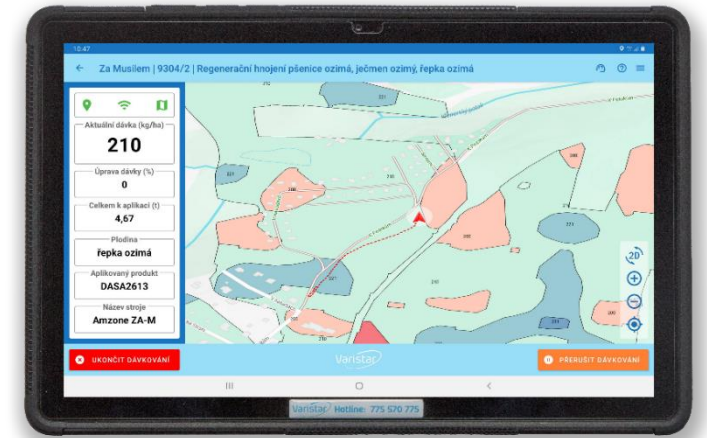 10:47
Za Musilem | 9304/2 | Regenerační hnojení pšenice ozimá, ječmen ozimý, řepka ozimá
Aktuální dávka (kg/ha)
210
Úprava dávky (%)
0
Celkem k aplikaci (t)
4,67
Plodina
řepka ozimá
Aplikovaný produkt
DASA2613
Název stroje
Amzone ZA-M
2D
UKONČIT DÁVKOVÁNÍ
Varistar
PŘERUŠIT DÁVKOVÁNÍ
Varistar Hotline: 775 570 775